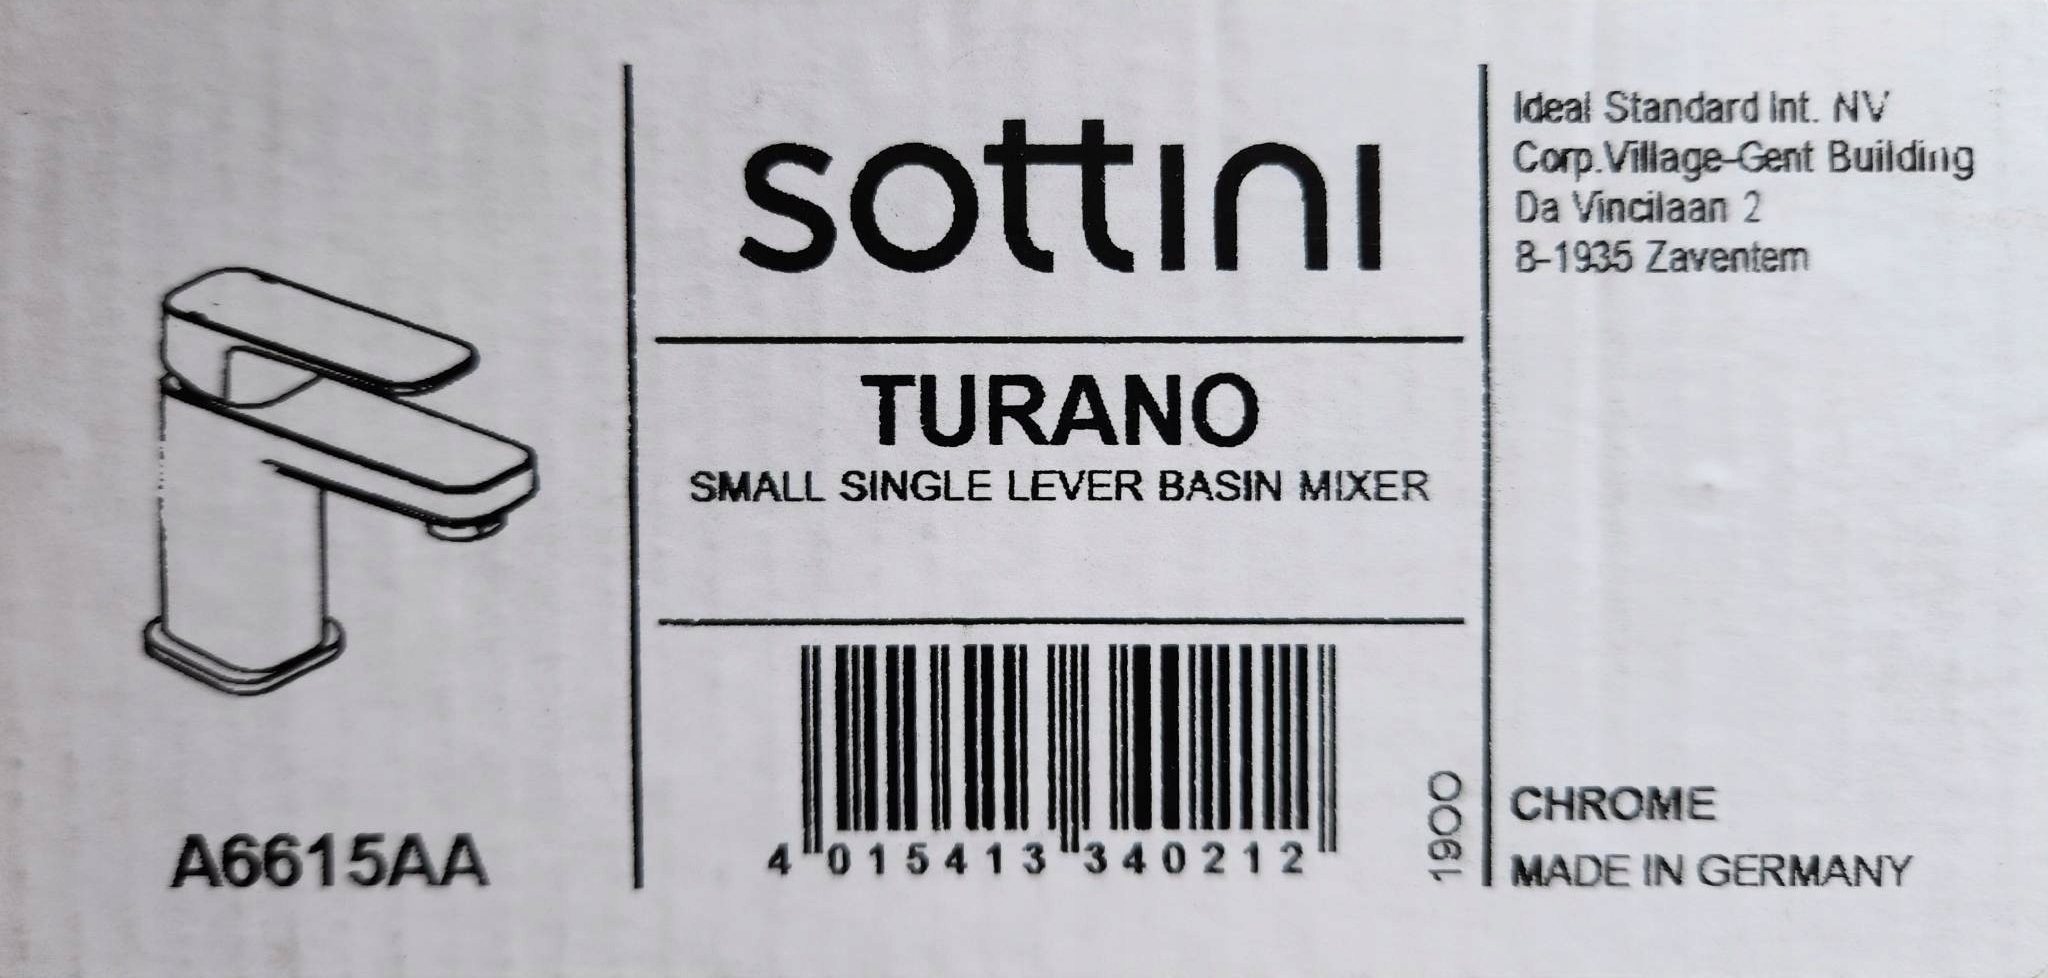 A6615AA
sottini
TURANO
SMALL SINGLE LEVER BASIN MIXER
4 015413 340212
1900
Ideal Standard Int. NV
Corp.Village-Gent Building
Da Vincilaan 2
B-1935 Zaventem
CHROME
MADE IN GERMANY